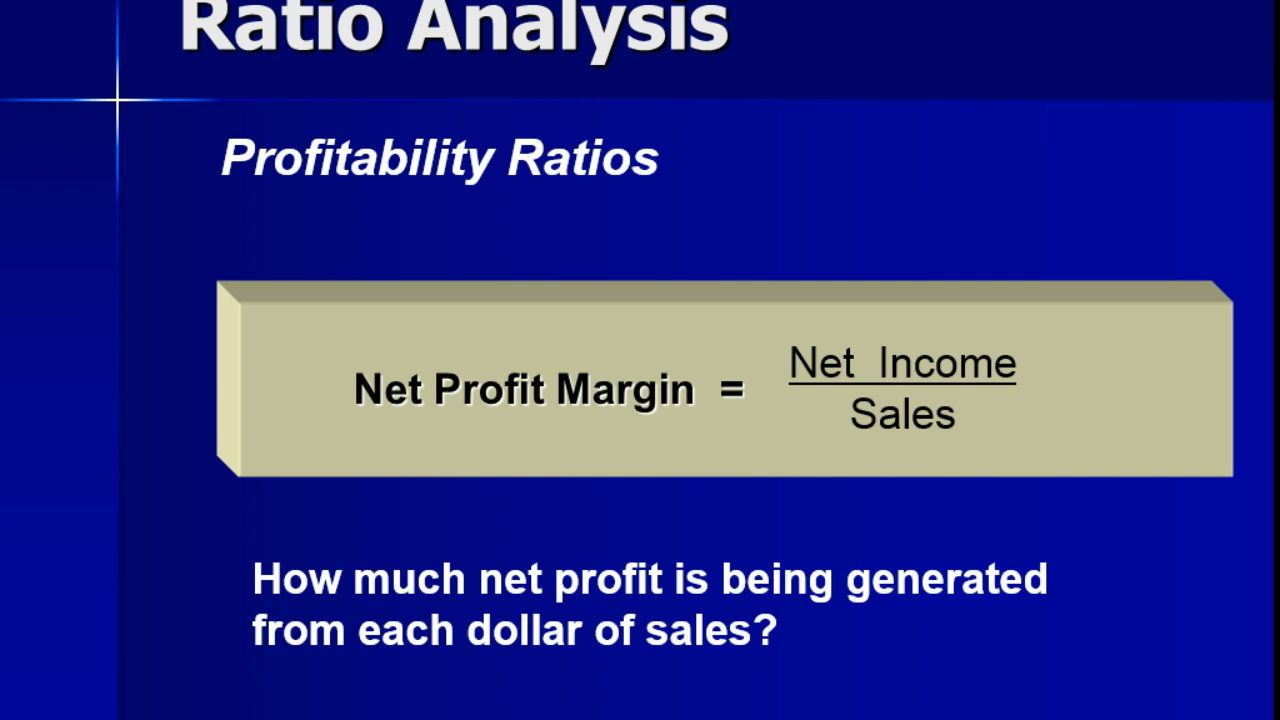 Ratio Analysis
Profitability Ratios
Net Profit Margin = Net Income
Sales
How much net profit is being generated
from each dollar of sales?